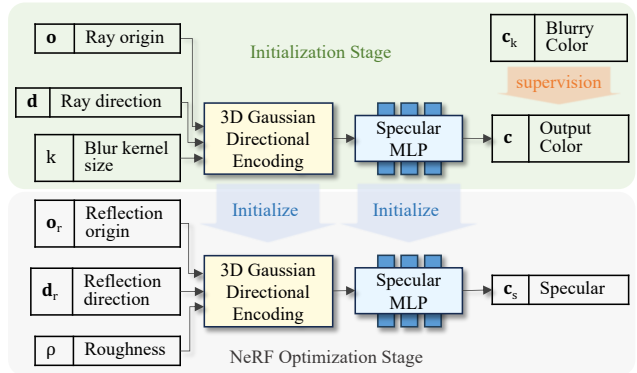 o Ray origin
Initialization Stage
c_k Blurry
Color
supervision
d Ray direction
k Blur kernel
size
3D Gaussian
Directional
Encoding
Specular
MLP
c Output
Color
Initialize
Initialize
o_r Reflection
origin
d_r Reflection
direction
ρ Roughness
3D Gaussian
Directional
Encoding
Specular
MLP
c_s Specular
NeRF Optimization Stage